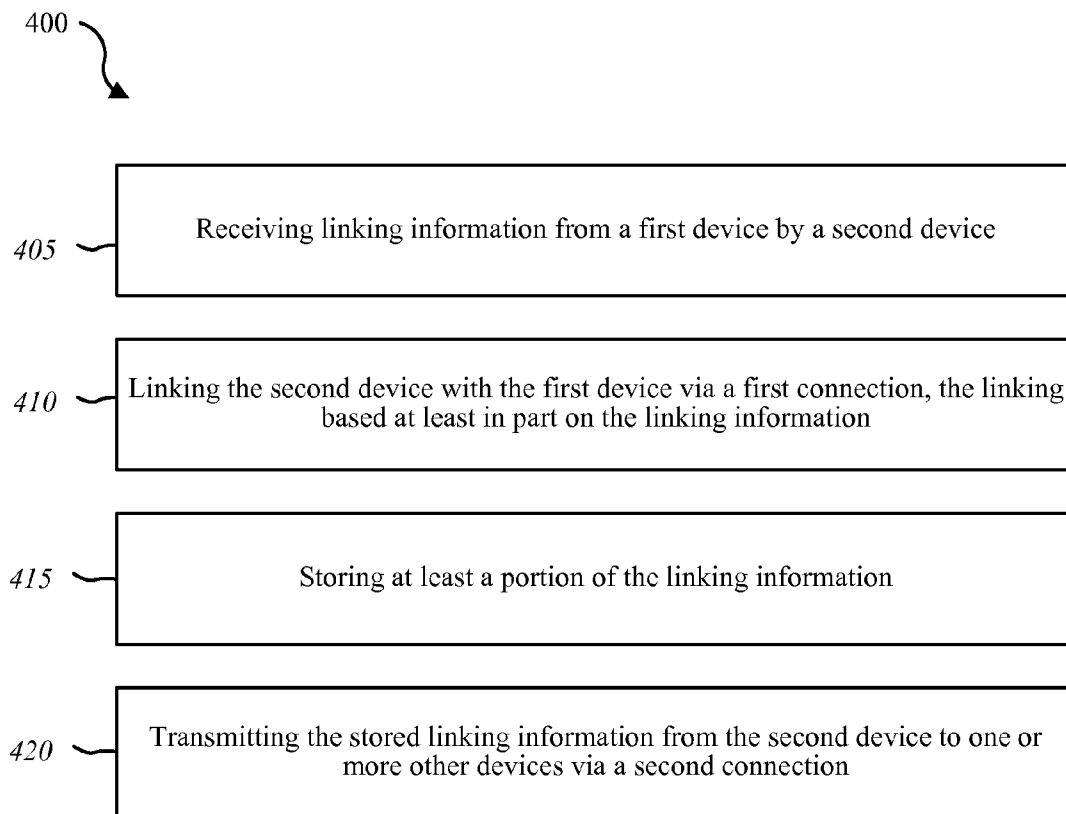 400
405
Receiving linking information from a first device by a second device
410
Linking the second device with the first device via a first connection, the linking
based at least in part on the linking information
415
Storing at least a portion of the linking information
420
Transmitting the stored linking information from the second device to one or
more other devices via a second connection